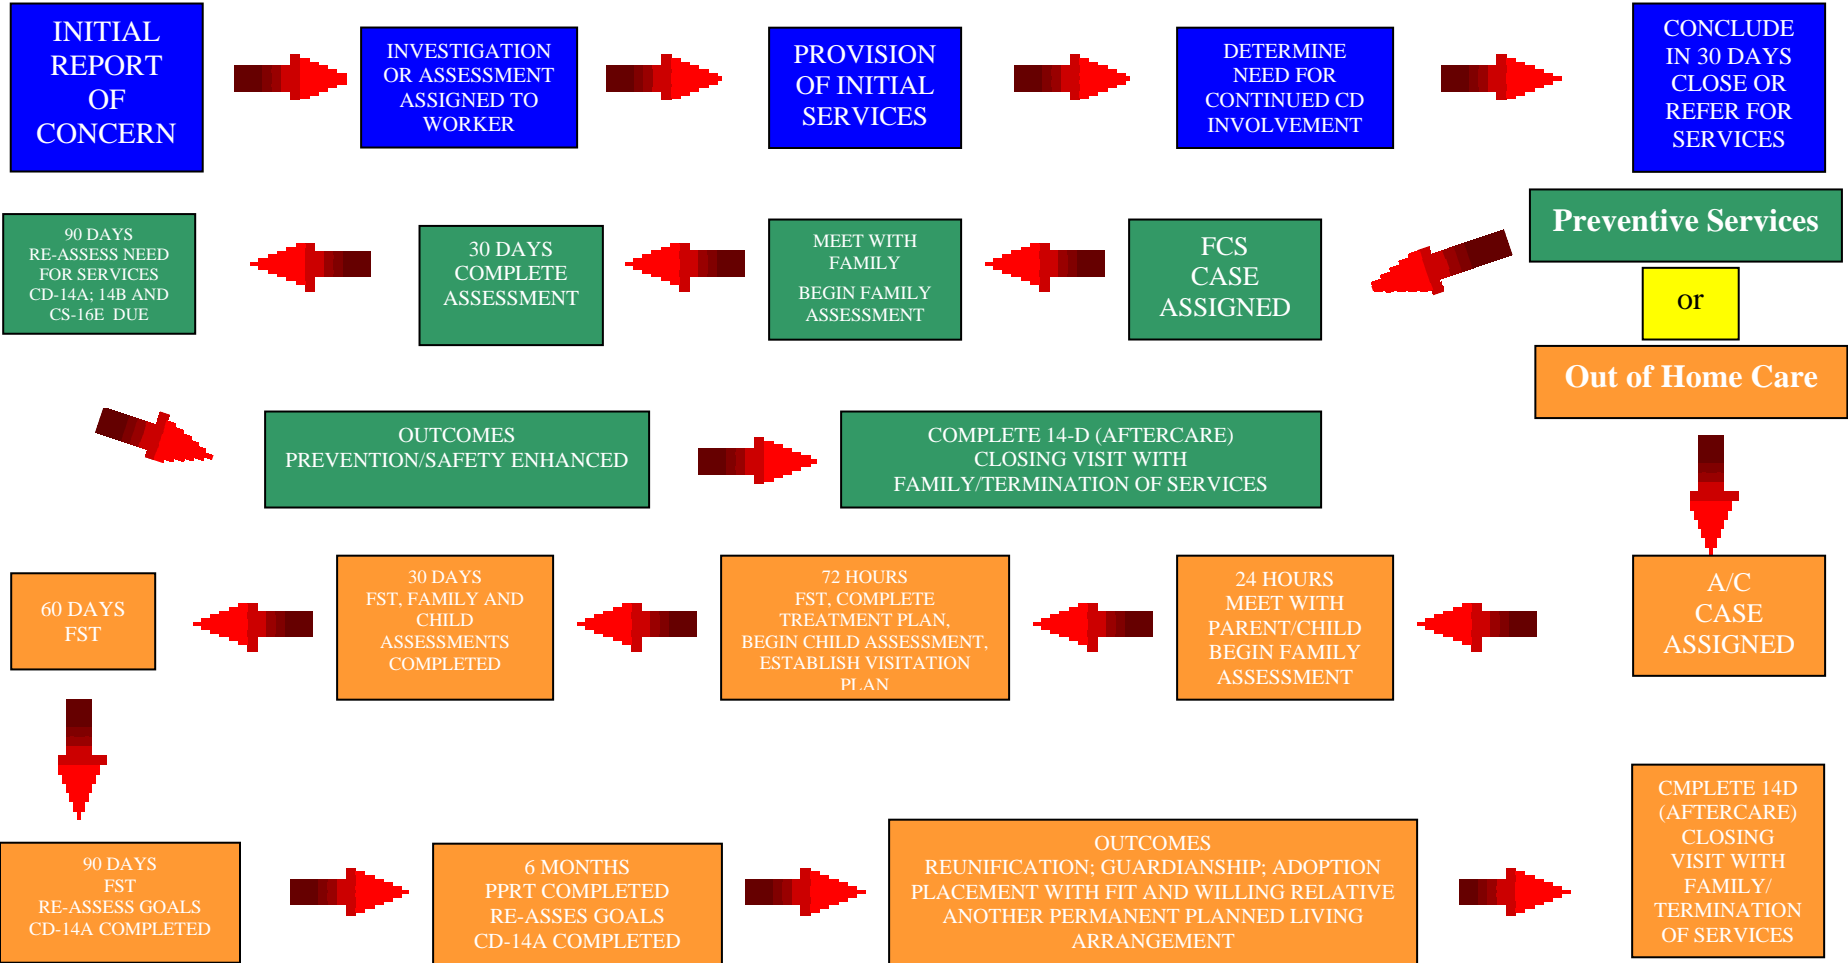 INITIAL
REPORT
OF
CONCERN
INVESTIGATION
OR ASSESSMENT
ASSIGNED TO
WORKER
PROVISION
OF INITIAL
SERVICES
DETERMINE
NEED FOR
CONTINUED CD
INVOLVEMENT
CONCLUDE
IN 30 DAYS
CLOSE OR
REFER FOR
SERVICES
Preventive Services
or
Out of Home Care
FCS
CASE
ASSIGNED
MEET WITH
FAMILY
BEGIN FAMILY
ASSESSMENT
30 DAYS
COMPLETE
ASSESSMENT
90 DAYS
RE-ASSESS NEED
FOR SERVICES
CD-14A; 14B AND
CS-16E DUE
OUTCOMES
PREVENTION/SAFETY ENHANCED
COMPLETE 14-D (AFTERCARE)
CLOSING VISIT WITH
FAMILY/TERMINATION OF SERVICES
A/C
CASE
ASSIGNED
24 HOURS
MEET WITH
PARENT/CHILD
BEGIN FAMILY
ASSESSMENT
72 HOURS
FST, COMPLETE
TREATMENT PLAN,
BEGIN CHILD ASSESSMENT,
ESTABLISH VISITATION
PLAN
30 DAYS
FST, FAMILY AND
CHILD
ASSESSMENTS
COMPLETED
60 DAYS
FST
90 DAYS
FST
RE-ASSESS GOALS
CD-14A COMPLETED
6 MONTHS
PPRT COMPLETED
RE-ASSES GOALS
CD-14A COMPLETED
OUTCOMES
REUNIFICATION; GUARDIANSHIP; ADOPTION
PLACEMENT WITH FIT AND WILLING RELATIVE
ANOTHER PERMANENT PLANNED LIVING
ARRANGEMENT
CMPLETE 14D
(AFTERCARE)
CLOSING
VISIT WITH
FAMILY/
TERMINATION
OF SERVICES